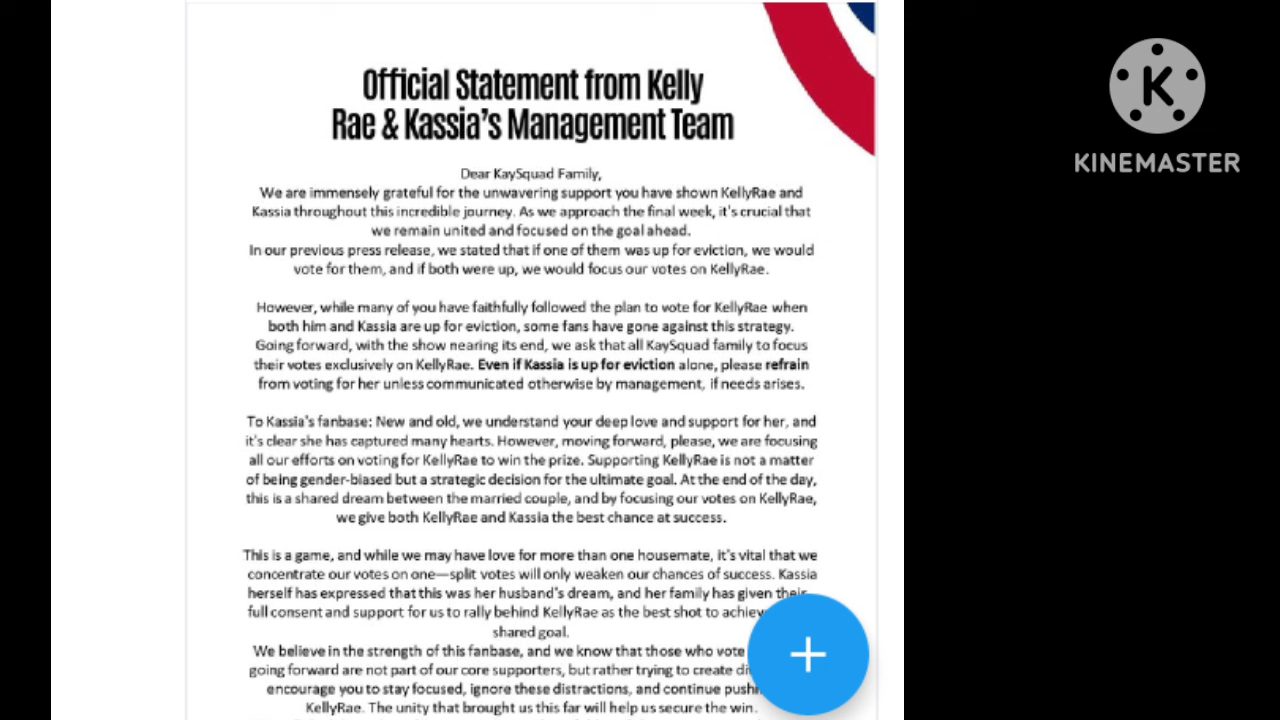 Official Statement from Kelly
Rae & Kassia's Management Team
Dear KaySquad Family,
We are immensely grateful for the unwavering support you have shown KellyRae and
Kassia throughout this incredible journey. As we approach the final week, it's crucial that
we remain united and focused on the goal ahead.
In our previous press release, we stated that if one of them was up for eviction, we would
vote for them, and if both were up, we would focus our votes on KellyRae.
However, while many of you have faithfully followed the plan to vote for KellyRae when
both him and Kassia are up for eviction, some fans have gone against this strategy.
Going forward, with the show nearing its end, we ask that all KaySquad family to focus
their votes exclusively on KellyRae. Even if Kassia is up for eviction alone, please refrain
from voting for her unless communicated otherwise by management, if needs arises.
To Kassia's fanbase: New and old, we understand your deep love and support for her, and
it's clear she has captured many hearts. However, moving forward, please, we are focusing
all our efforts on voting for KellyRae to win the prize. Supporting KellyRae is not a matter
of being gender-biased but a strategic decision for the ultimate goal. At the end of the day,
this is a shared dream between the married couple, and by focusing our votes on KellyRae,
we give both KellyRae and Kassia the best chance at success.
This is a game, and while we may have love for more than one housemate, it's vital that we
concentrate our votes on one—split votes will only weaken our chances of success. Kassia
herself has expressed that this was her husband's dream, and her family has given their
full consent and support for us to rally behind KellyRae as the best shot to
shared goal.
We believe in the strength of this fanbase, and we know that those who vote
going forward are not part of our core supporters, but rather trying to create
encourage you to stay focused, ignore these distractions, and continue
KellyRae. The unity that brought us this far will help us secure the win.
K
KINEMASTER